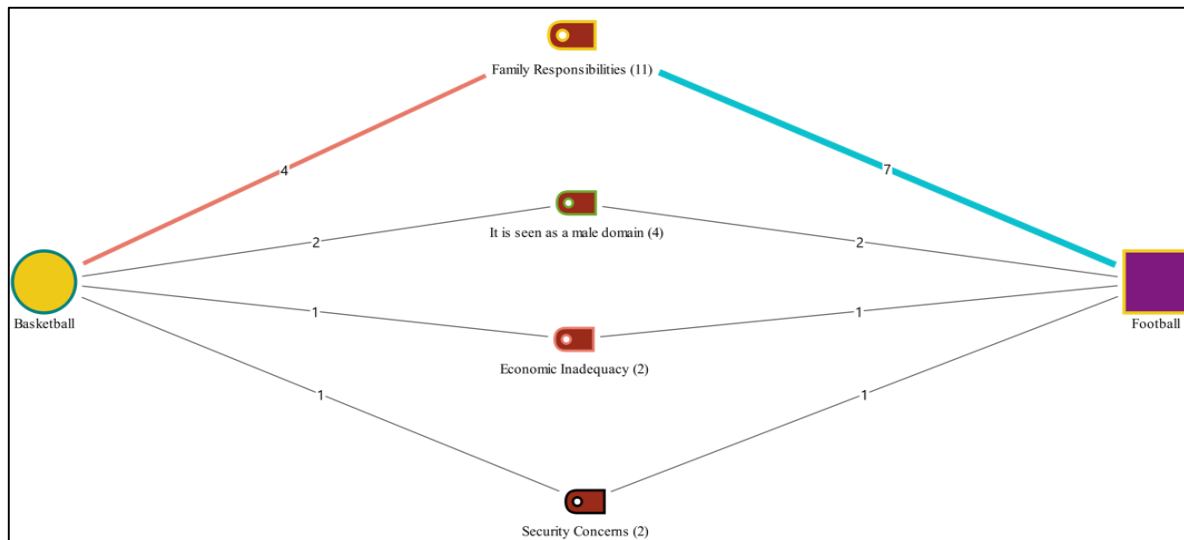 Family Responsibilities (11)
4
7
It is seen as a male domain (4)
2
2
Basketball
Football
1
1
Economic Inadequacy (2)
1
1
Security Concerns (2)